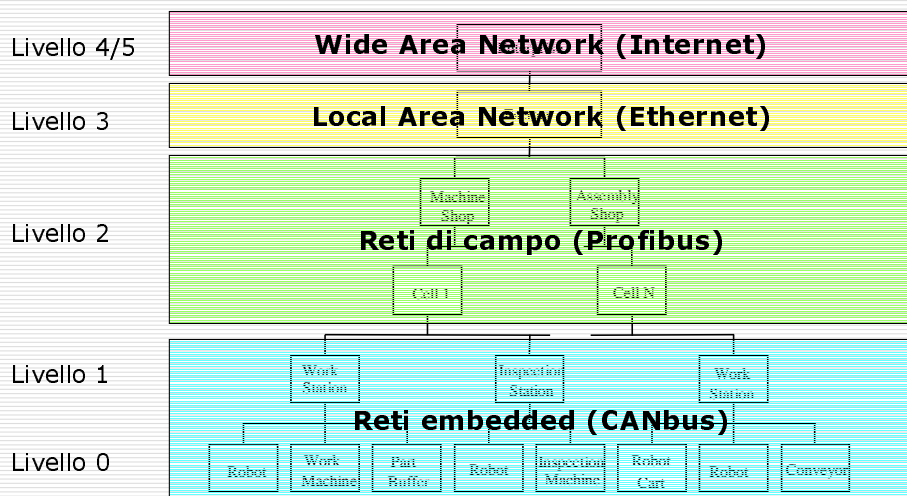 Livello 4/5
Wide Area Network (Internet)
Livello 3
Local Area Network (Ethernet)
Livello 2
Machine
Shop
Assembly
Shop
Reti di campo (Profibus)
Cell 1
Cell N
Livello 1
Work
Station
Inspection
Station
Work
Station
Reti embedded (CANbus)
Livello 0
Robot
Work
Machine
Part
Buffer
Robot
Inspection
Machine
Robot
Cart
Robot
Conveyor